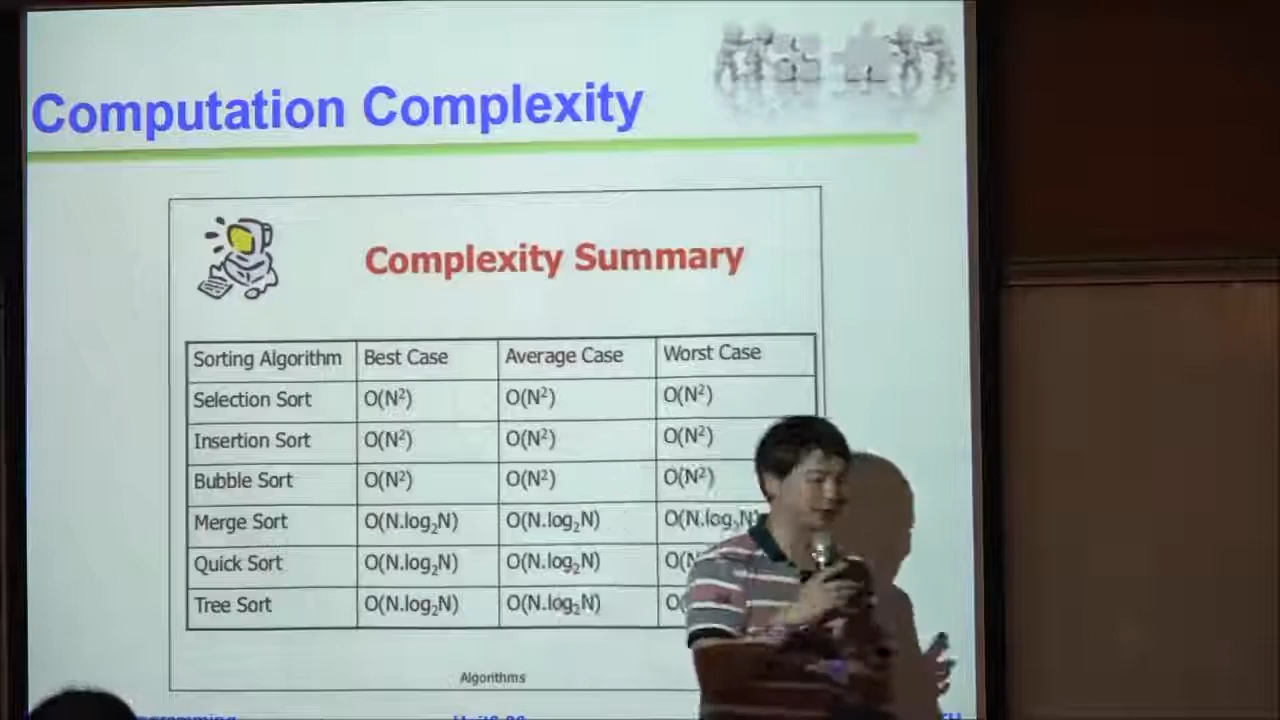 Computation Complexity
Complexity Summary
Sorting Algorithm Best Case Average Case Worst Case
Selection Sort O(N²) O(N²) O(N²)
Insertion Sort O(N²) O(N²) O(N²)
Bubble Sort O(N²) O(N²) O(N²)
Merge Sort O(N.log₂N) O(N.log₂N) O(N.log₂N)
Quick Sort O(N.log₂N) O(N.log₂N)
Tree Sort O(N.log₂N) O(N.log₂N)
Algorithms